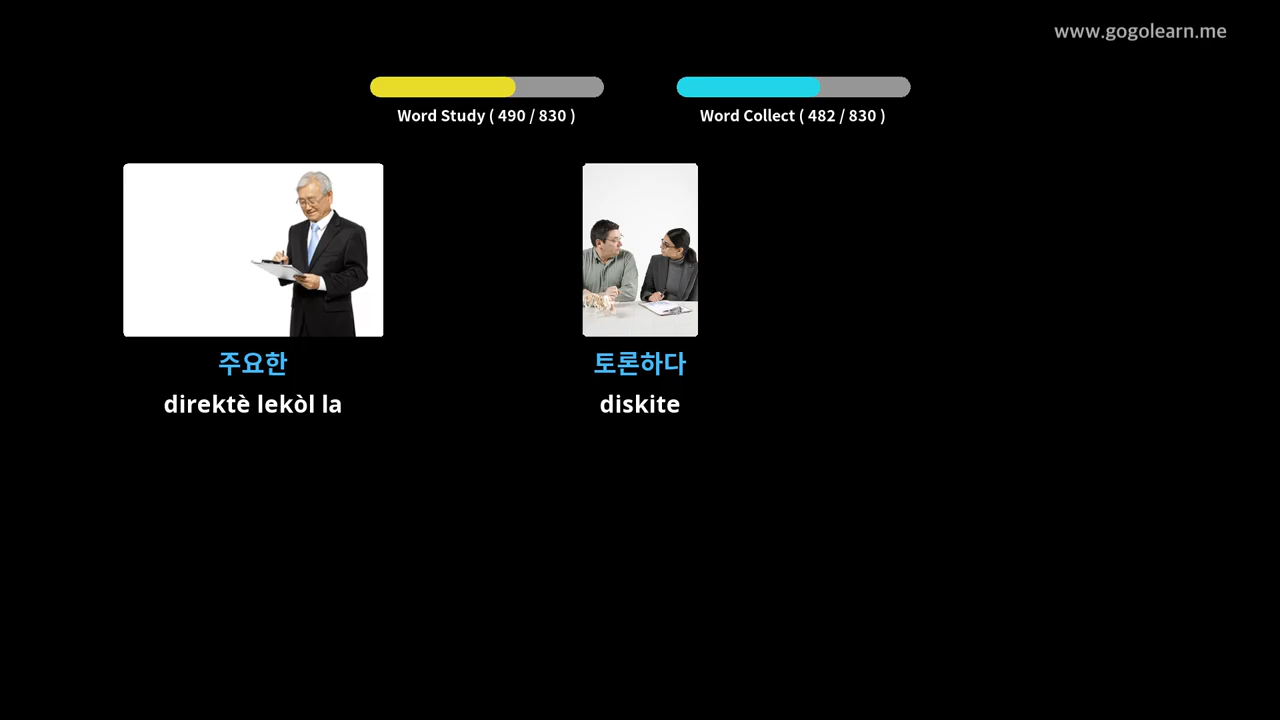 www.gogolearn.me
Word Study ( 490 / 830 )
Word Collect ( 482 / 830 )
주요한
토론하다
direktè lekòl la
diskite